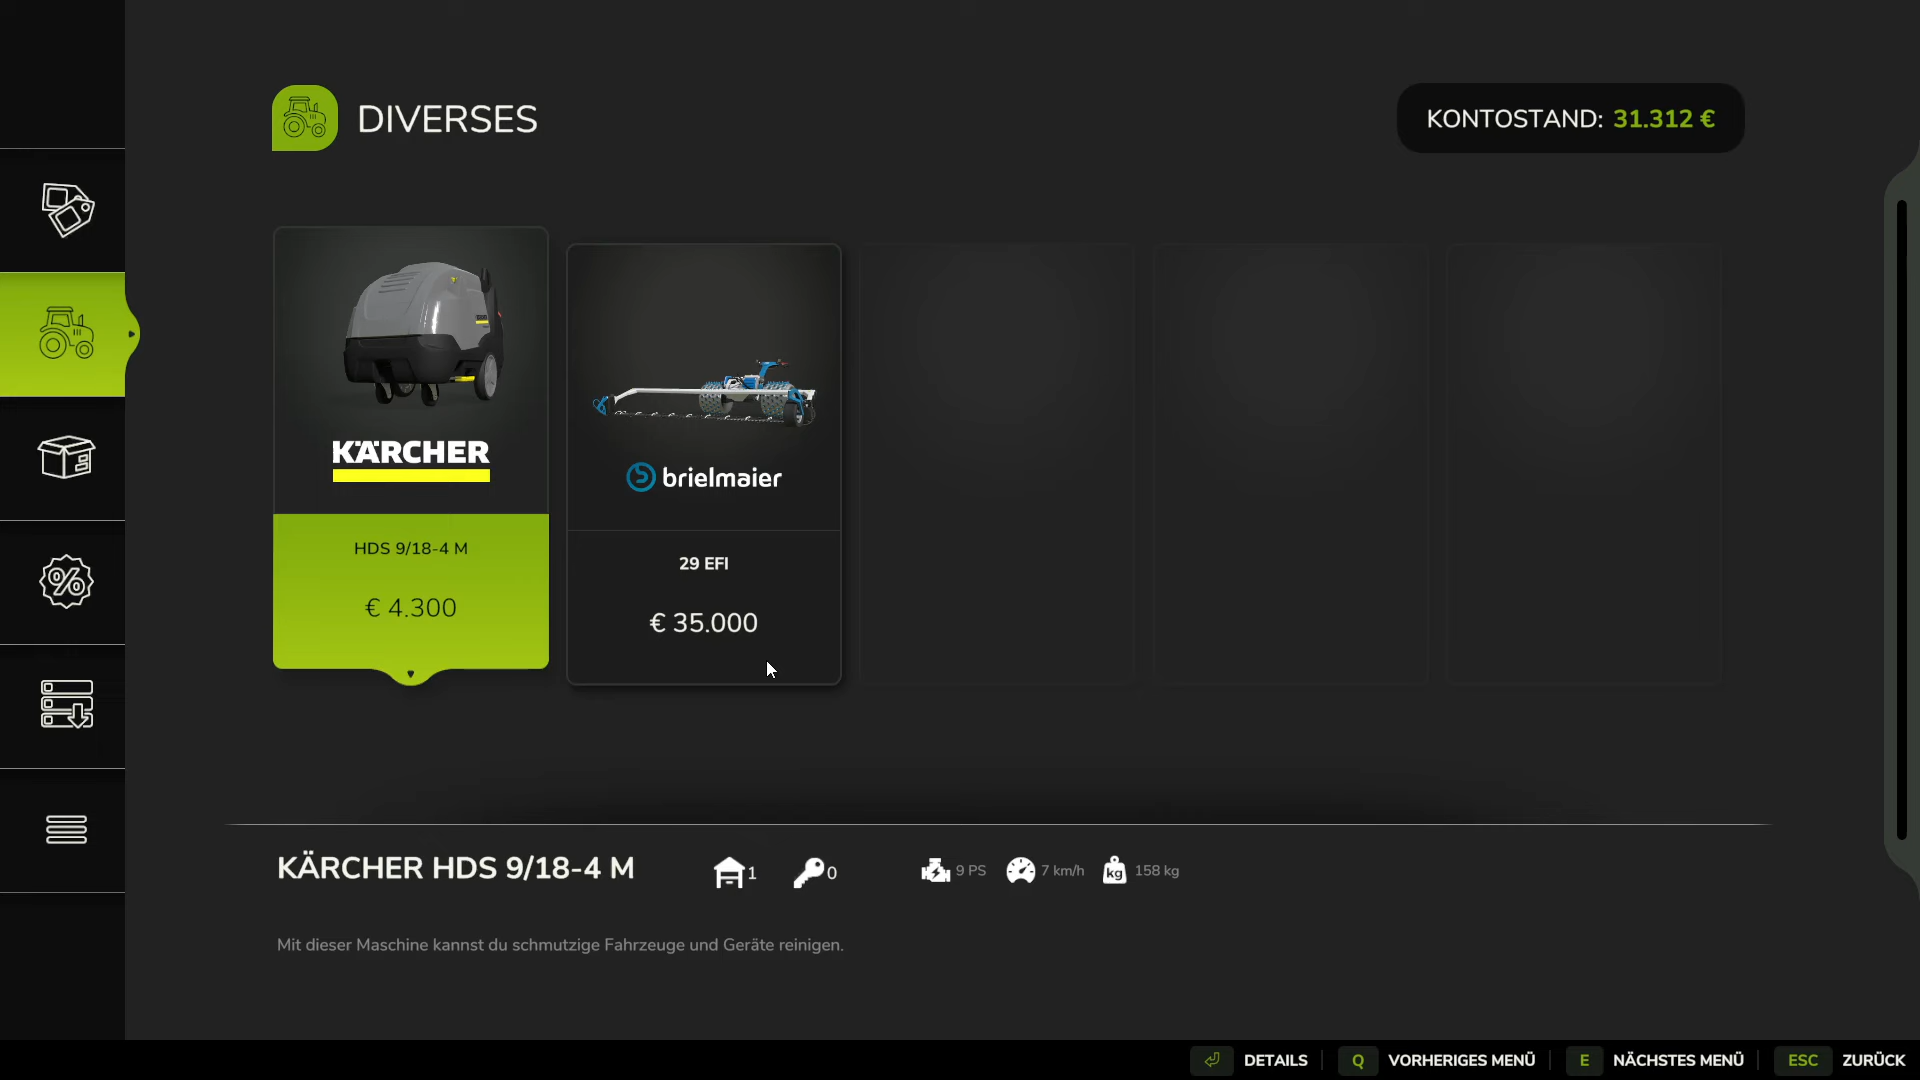 DIVERSES
KONTOSTAND: 31.312 €
KÄRCHER
HDS 9/18-4 M
€ 4.300
brielmaier
29 EFI
€ 35.000
KÄRCHER HDS 9/18-4 M
1
0
9 PS
7 km/h
kg
158 kg
Mit dieser Maschine kannst du schmutzige Fahrzeuge und Geräte reinigen.
DETAILS
Q VORHERIGES MENÜ
E NÄCHSTES MENÜ
ESC ZURÜCK